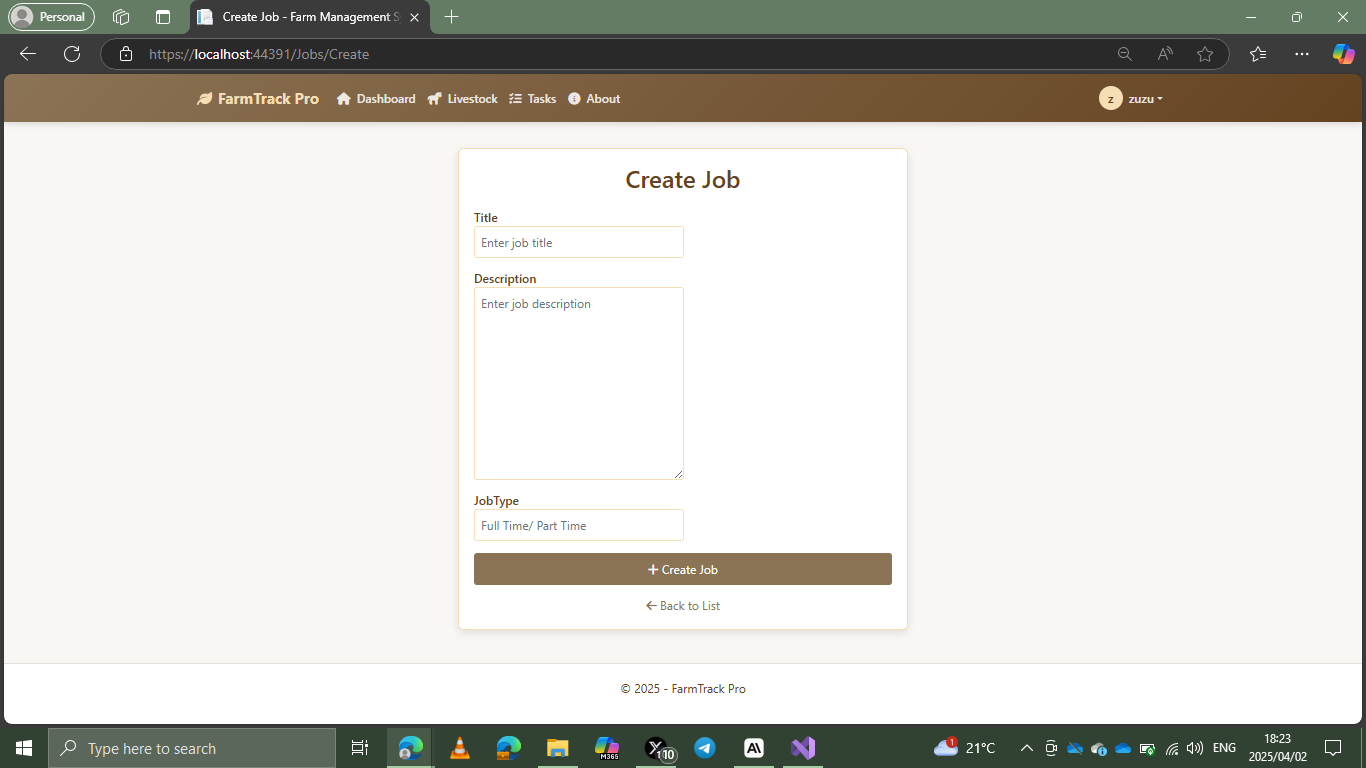 Personal
Create Job - Farm Management S
https://localhost:44391/Jobs/Create
FarmTrack Pro Dashboard Livestock Tasks About
z zuzu
Create Job
Title
Enter job title
Description
Enter job description
JobType
Full Time/ Part Time
+ Create Job
← Back to List
© 2025 - FarmTrack Pro
Type here to search
M365
10
1
21°C
ENG
18:23
2025/04/02